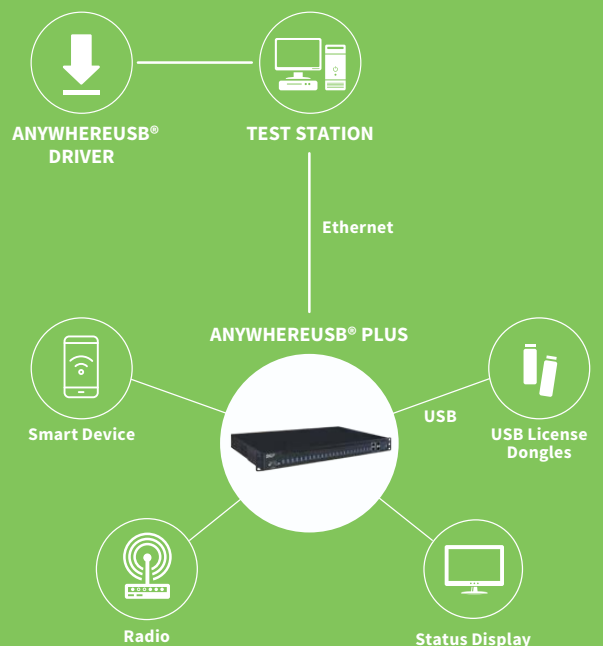 ANYWHEREUSB®
DRIVER
TEST STATION
Ethernet
ANYWHEREUSB® PLUS
Smart Device
USB
USB License
Dongles
Radio
Status Display